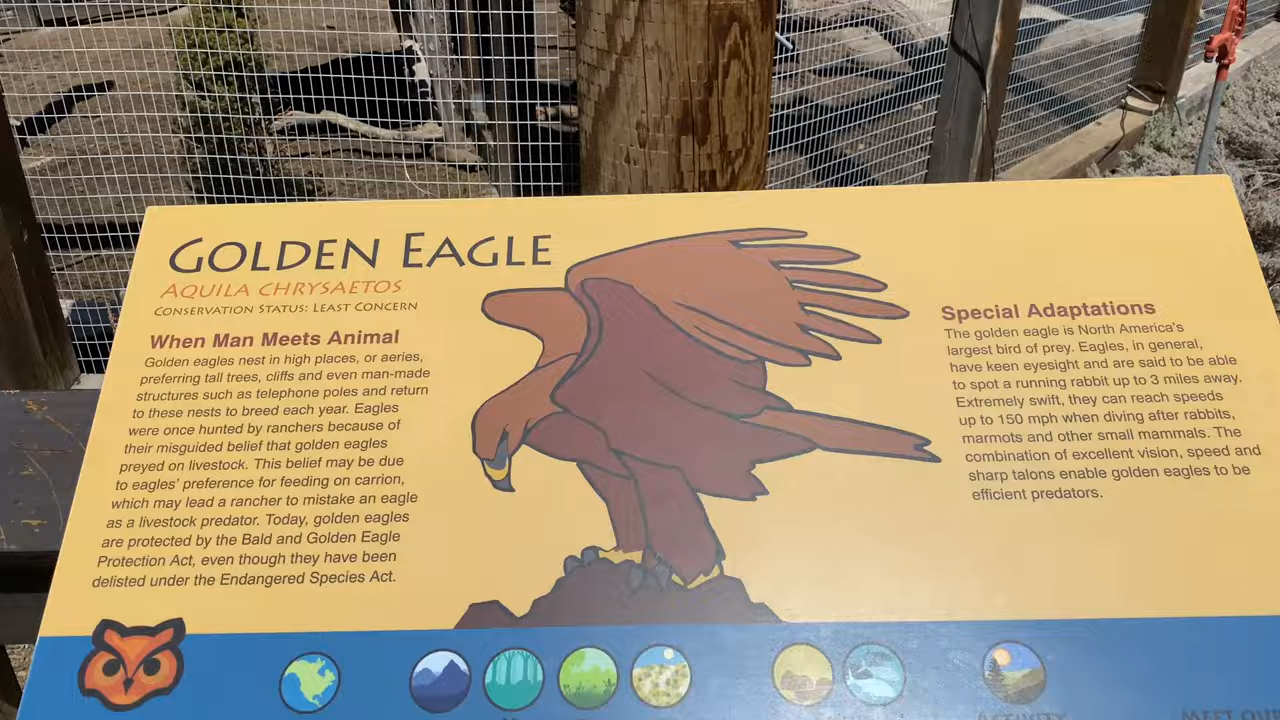 GOLDEN EAGLE
AQUILA CHRYSAETOS
CONSERVATION STATUS: LEAST CONCERN
When Man Meets Animal
Golden eagles nest in high places, or aeries,
preferring tall trees, cliffs and even man-made
structures such as telephone poles and return
to these nests to breed each year. Eagles
were once hunted by ranchers because of
their misguided belief that golden eagles
preyed on livestock. This belief may be due
to eagles' preference for feeding on carrion,
which may lead a rancher to mistake an eagle
as a livestock predator. Today, golden eagles
are protected by the Bald and Golden Eagle
Protection Act, even though they have been
delisted under the Endangered Species Act.
Special Adaptations
The golden eagle is North America's
largest bird of prey. Eagles, in general,
have keen eyesight and are said to be able
to spot a running rabbit up to 3 miles away.
Extremely swift, they can reach speeds
up to 150 mph when diving after rabbits,
marmots and other small mammals. The
combination of excellent vision, speed and
sharp talons enable golden eagles to be
efficient predators.
ACTIVITY